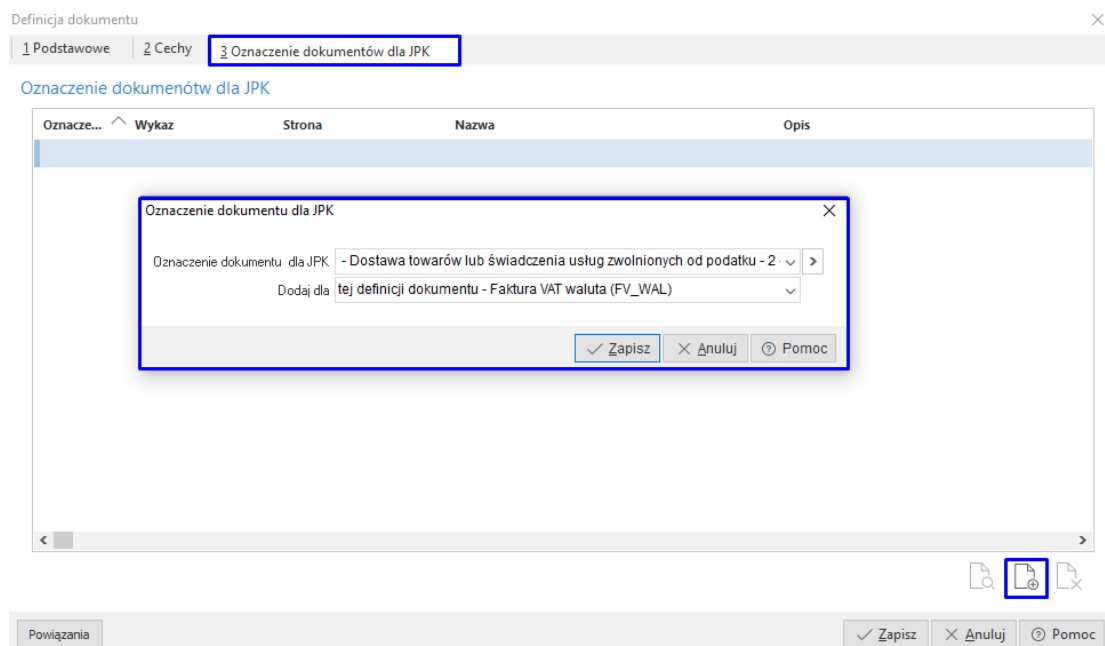 Definicja dokumentu
1 Podstawowe 2 Cechy 3 Oznaczenie dokumentów dla JPK
Oznaczenie dokumenótw dla JPK
Oznacze... Wykaz Strona Nazwa Opis
Oznaczenie dokumentu dla JPK
Oznaczenie dokumentu dla JPK - Dostawa towarów lub świadczenia usług zwolnionych od podatku - 2
Dodaj dla tej definicji dokumentu - Faktura VAT waluta (FV_WAL)
Zapisz Anuluj Pomoc
Powiązania Zapisz Anuluj Pomoc